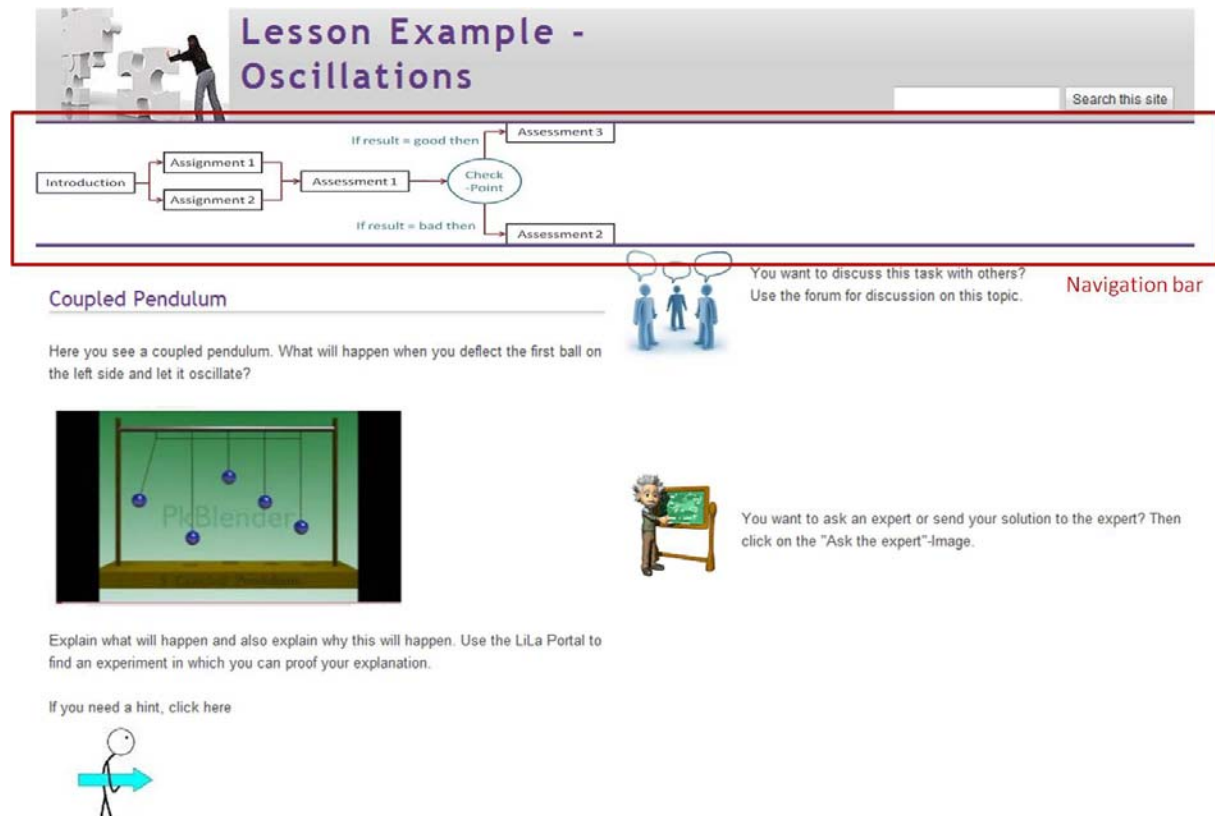 Lesson Example -
Oscillations
Search this site
If result = good then
Assessment 3
Introduction
Assignment 1
Assignment 2
Assessment 1
Check
-Point
If result = bad then
Assessment 2
Navigation bar
Coupled Pendulum
Here you see a coupled pendulum. What will happen when you deflect the first ball on
the left side and let it oscillate?
PkBlender
5 Coupled Pendulum
Explain what will happen and also explain why this will happen. Use the LiLa Portal to
find an experiment in which you can proof your explanation.
If you need a hint, click here
You want to discuss this task with others?
Use the forum for discussion on this topic.
You want to ask an expert or send your solution to the expert? Then
click on the "Ask the expert"-Image.